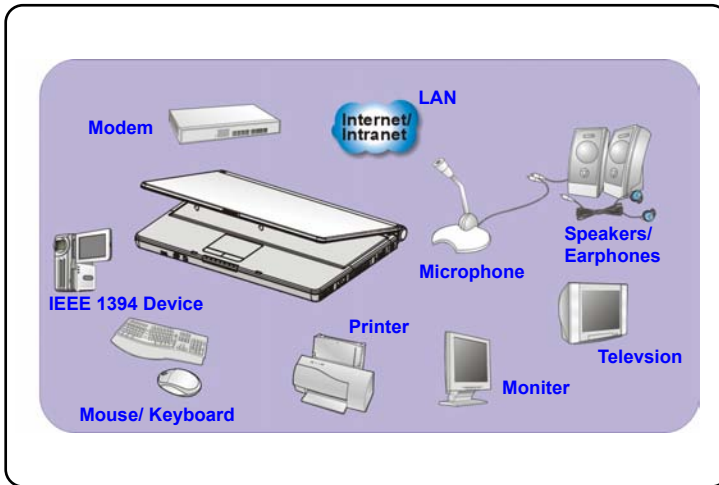 LAN
Modem
Internet/
Intranet
Speakers/
Earphones
Microphone
IEEE 1394 Device
Printer
Televsion
Moniter
Mouse/ Keyboard